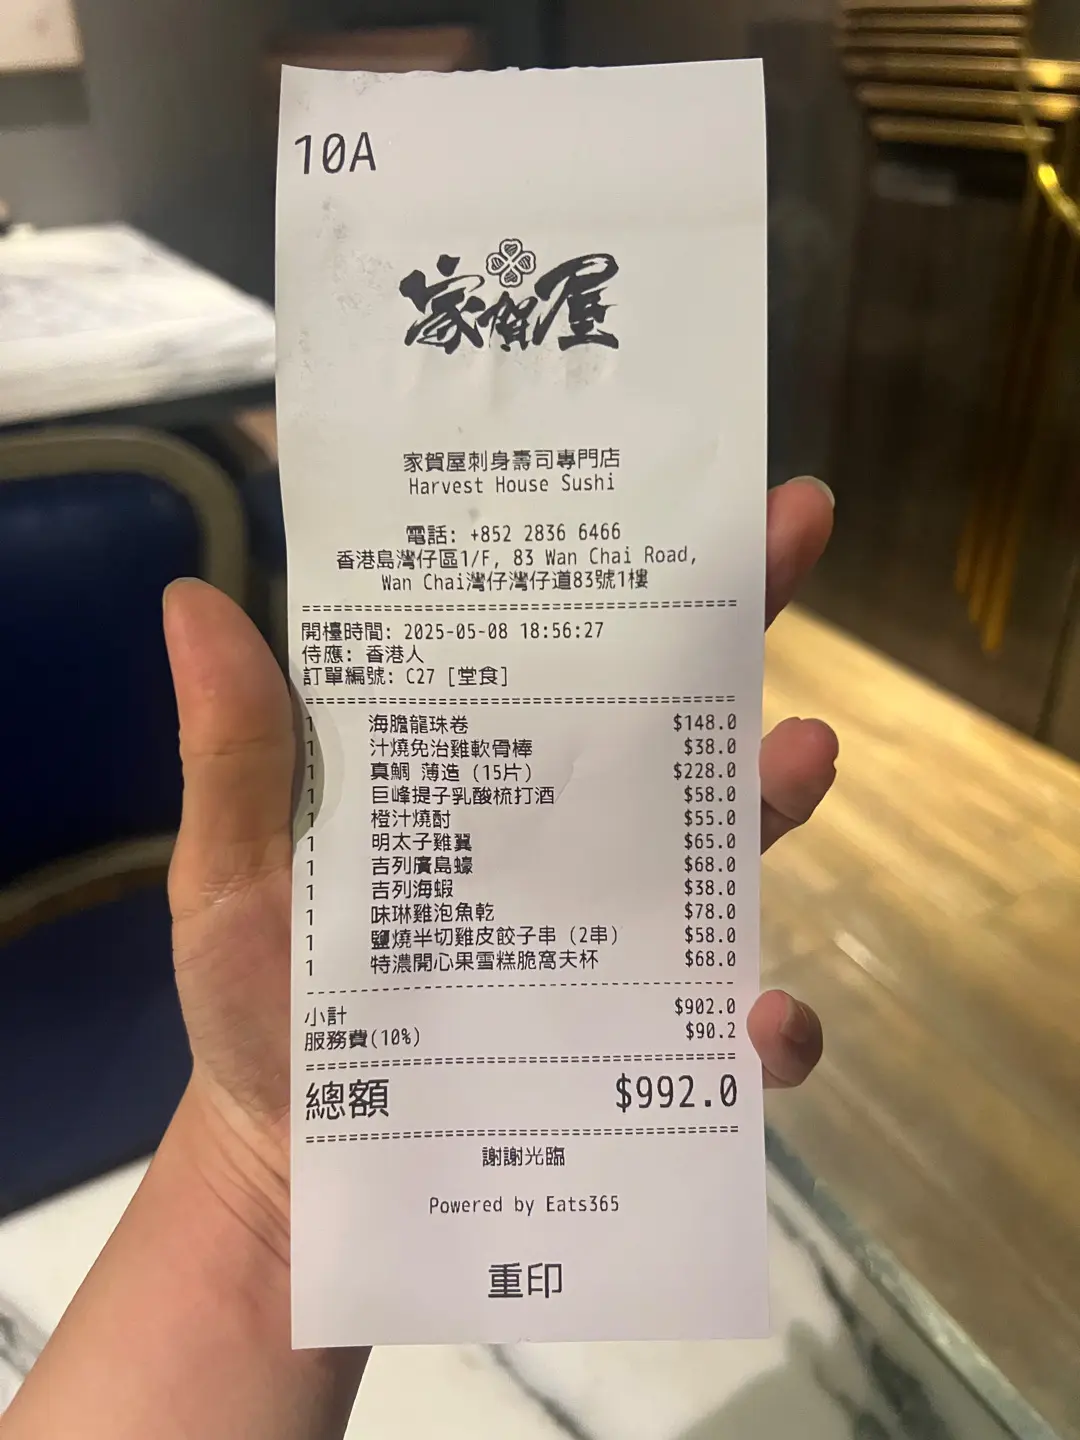 10A
家賀屋
家賀屋刺身壽司專門店
Harvest House Sushi
電話: +852 2836 6466
香港島灣仔區1/F, 83 Wan Chai Road,
Wan Chai灣仔灣仔道83號1樓
========================================
開檯時間: 2025-05-08 18:56:27
侍應: 香港人
訂單編號: C27 [堂食]
========================================
1 海膽龍珠卷 $148.0
1 汁燒免治雞軟骨棒 $38.0
1 真鯛 薄造 (15片) $228.0
1 巨峰提子乳酸梳打酒 $58.0
1 橙汁燒酎 $55.0
1 明太子雞翼 $65.0
1 吉列廣島蠔 $68.0
1 吉列海蝦 $38.0
1 味琳雞泡魚乾 $78.0
1 鹽燒半切雞皮餃子串 (2串) $58.0
1 特濃開心果雪糕脆窩夫杯 $68.0
----------------------------------------
小計 $902.0
服務費(10%) $90.2
========================================
總額 $992.0
========================================
謝謝光臨
Powered by Eats365
重印